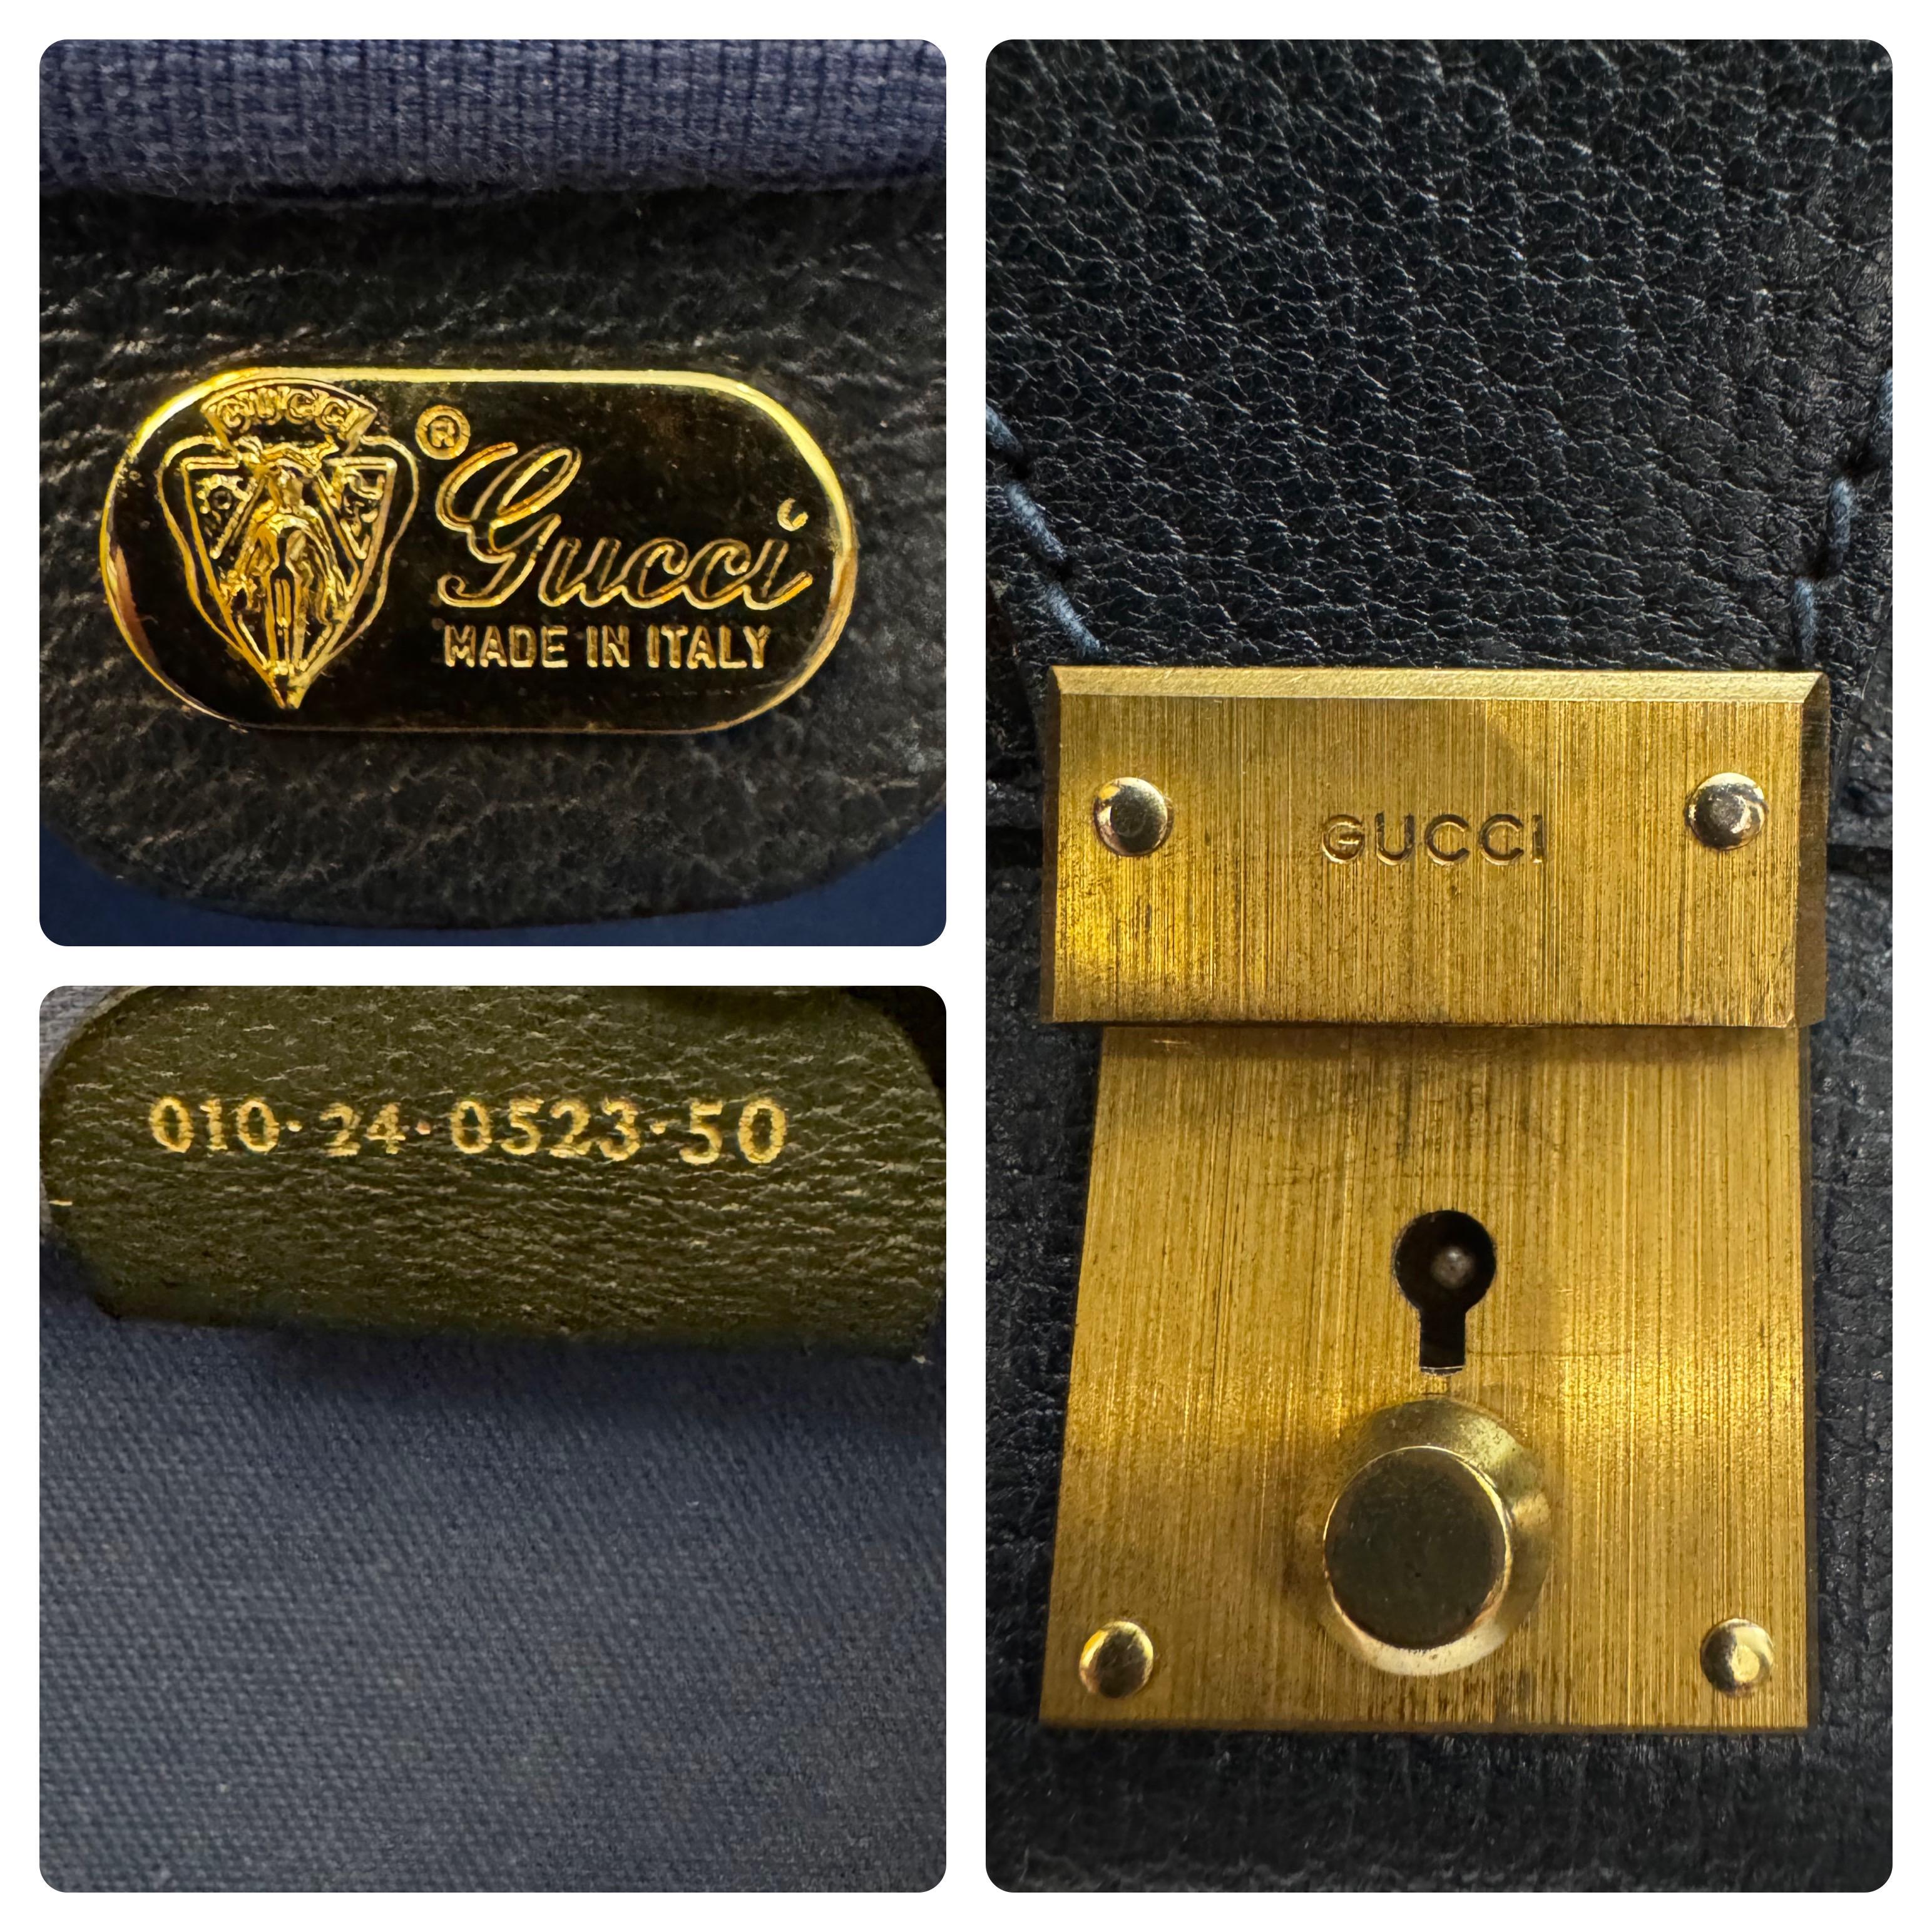 GUCCI
® Gucci
MADE IN ITALY
010·24·0523·50
GUCCI